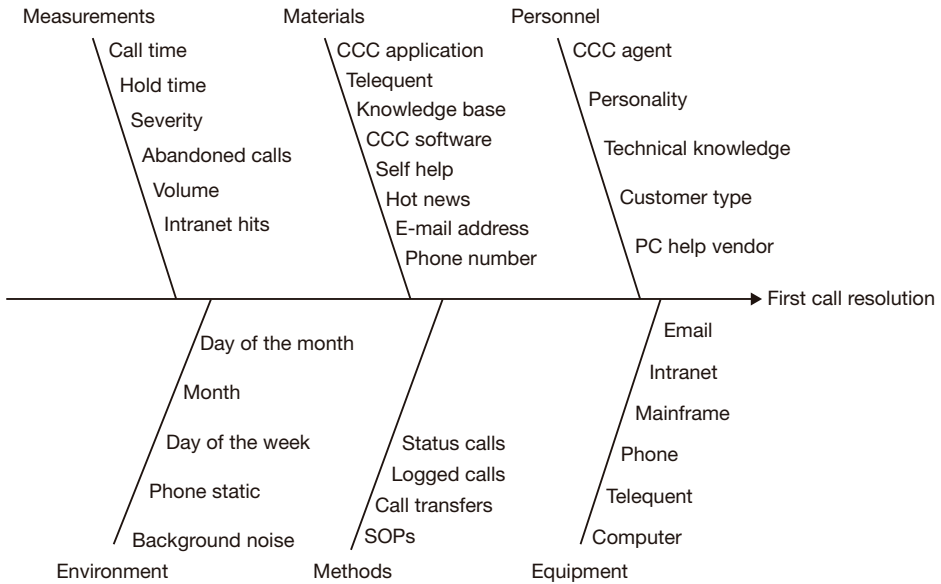 Measurements
Call time
Hold time
Severity
Abandoned calls
Volume
Intranet hits
Materials
CCC application
Telequent
Knowledge base
CCC software
Self help
Hot news
E-mail address
Phone number
Personnel
CCC agent
Personality
Technical knowledge
Customer type
PC help vendor
First call resolution
Day of the month
Month
Day of the week
Phone static
Background noise
Environment
Status calls
Logged calls
Call transfers
SOPs
Methods
Email
Intranet
Mainframe
Phone
Telequent
Computer
Equipment